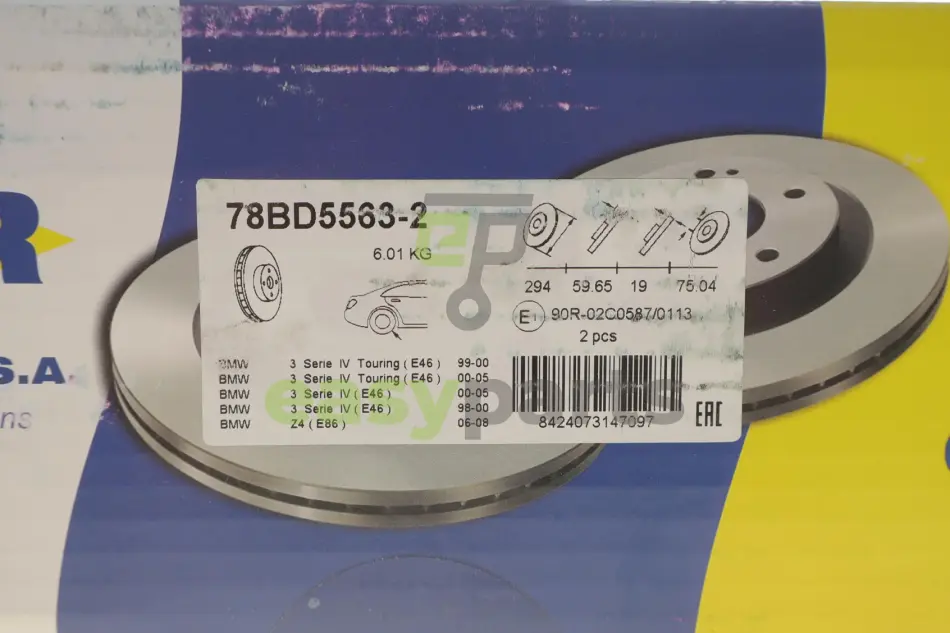 R
S.A.
ns
78BD5563-2
6.01 KG
294 59.65 19 75.04
E1 90R-02C0587/0113
2 pcs
BMW 3 Serie IV Touring ( E46 ) 99-00
BMW 3 Serie IV Touring ( E46 ) 00-05
BMW 3 Serie IV ( E46 ) 00-05
BMW 3 Serie IV ( E46 ) 98-00
BMW Z4 ( E86 ) 06-08
8424073147097
EAC
easyparts